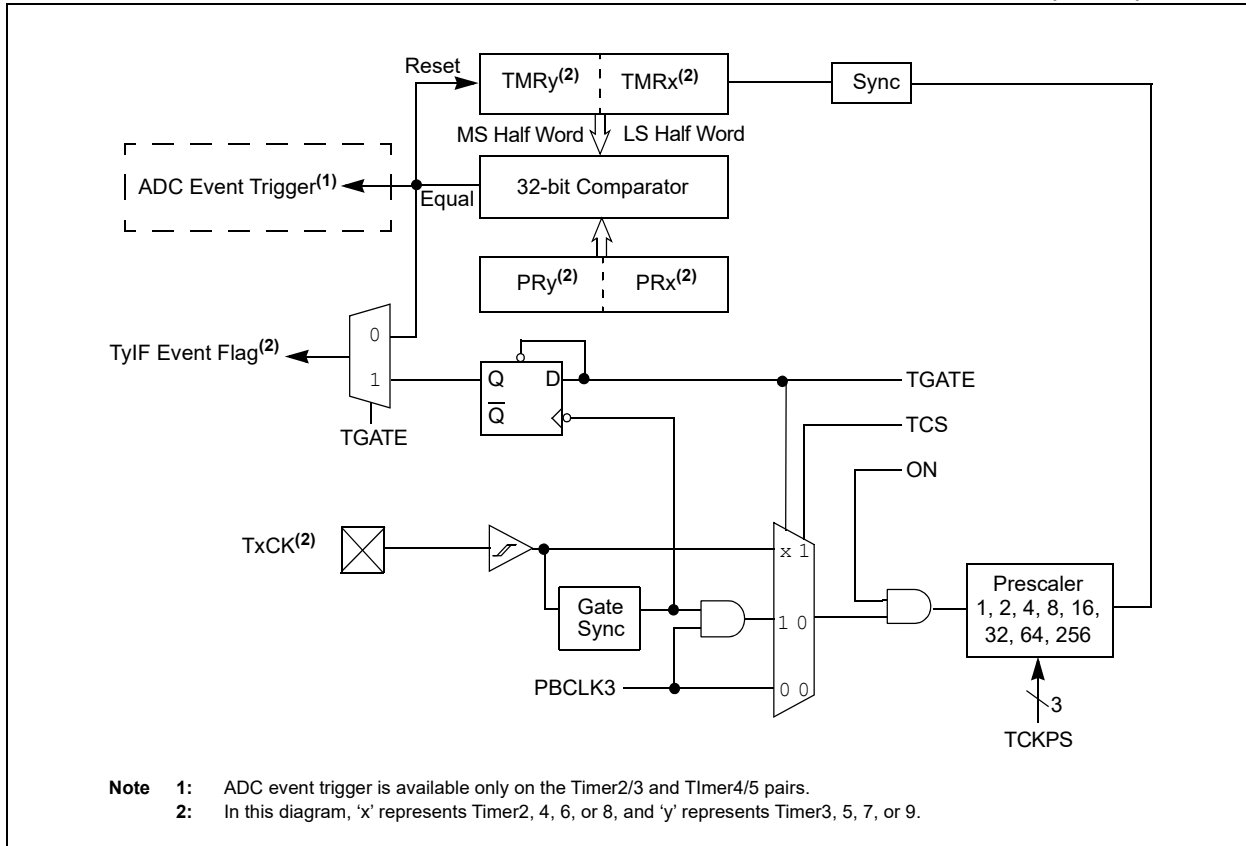 Reset
TMRy(2) TMRx(2)
Sync
MS Half Word LS Half Word
ADC Event Trigger(1)
Equal
32-bit Comparator
PRy(2) PRx(2)
0
TyIF Event Flag(2)
1
Q D
Q
TGATE
TGATE
TCS
ON
TxCK(2)
x 1
Gate
Sync
1 0
Prescaler
1, 2, 4, 8, 16,
32, 64, 256
PBCLK3
0 0
3
TCKPS
Note 1: ADC event trigger is available only on the Timer2/3 and TImer4/5 pairs.
2: In this diagram, ‘x’ represents Timer2, 4, 6, or 8, and ‘y’ represents Timer3, 5, 7, or 9.